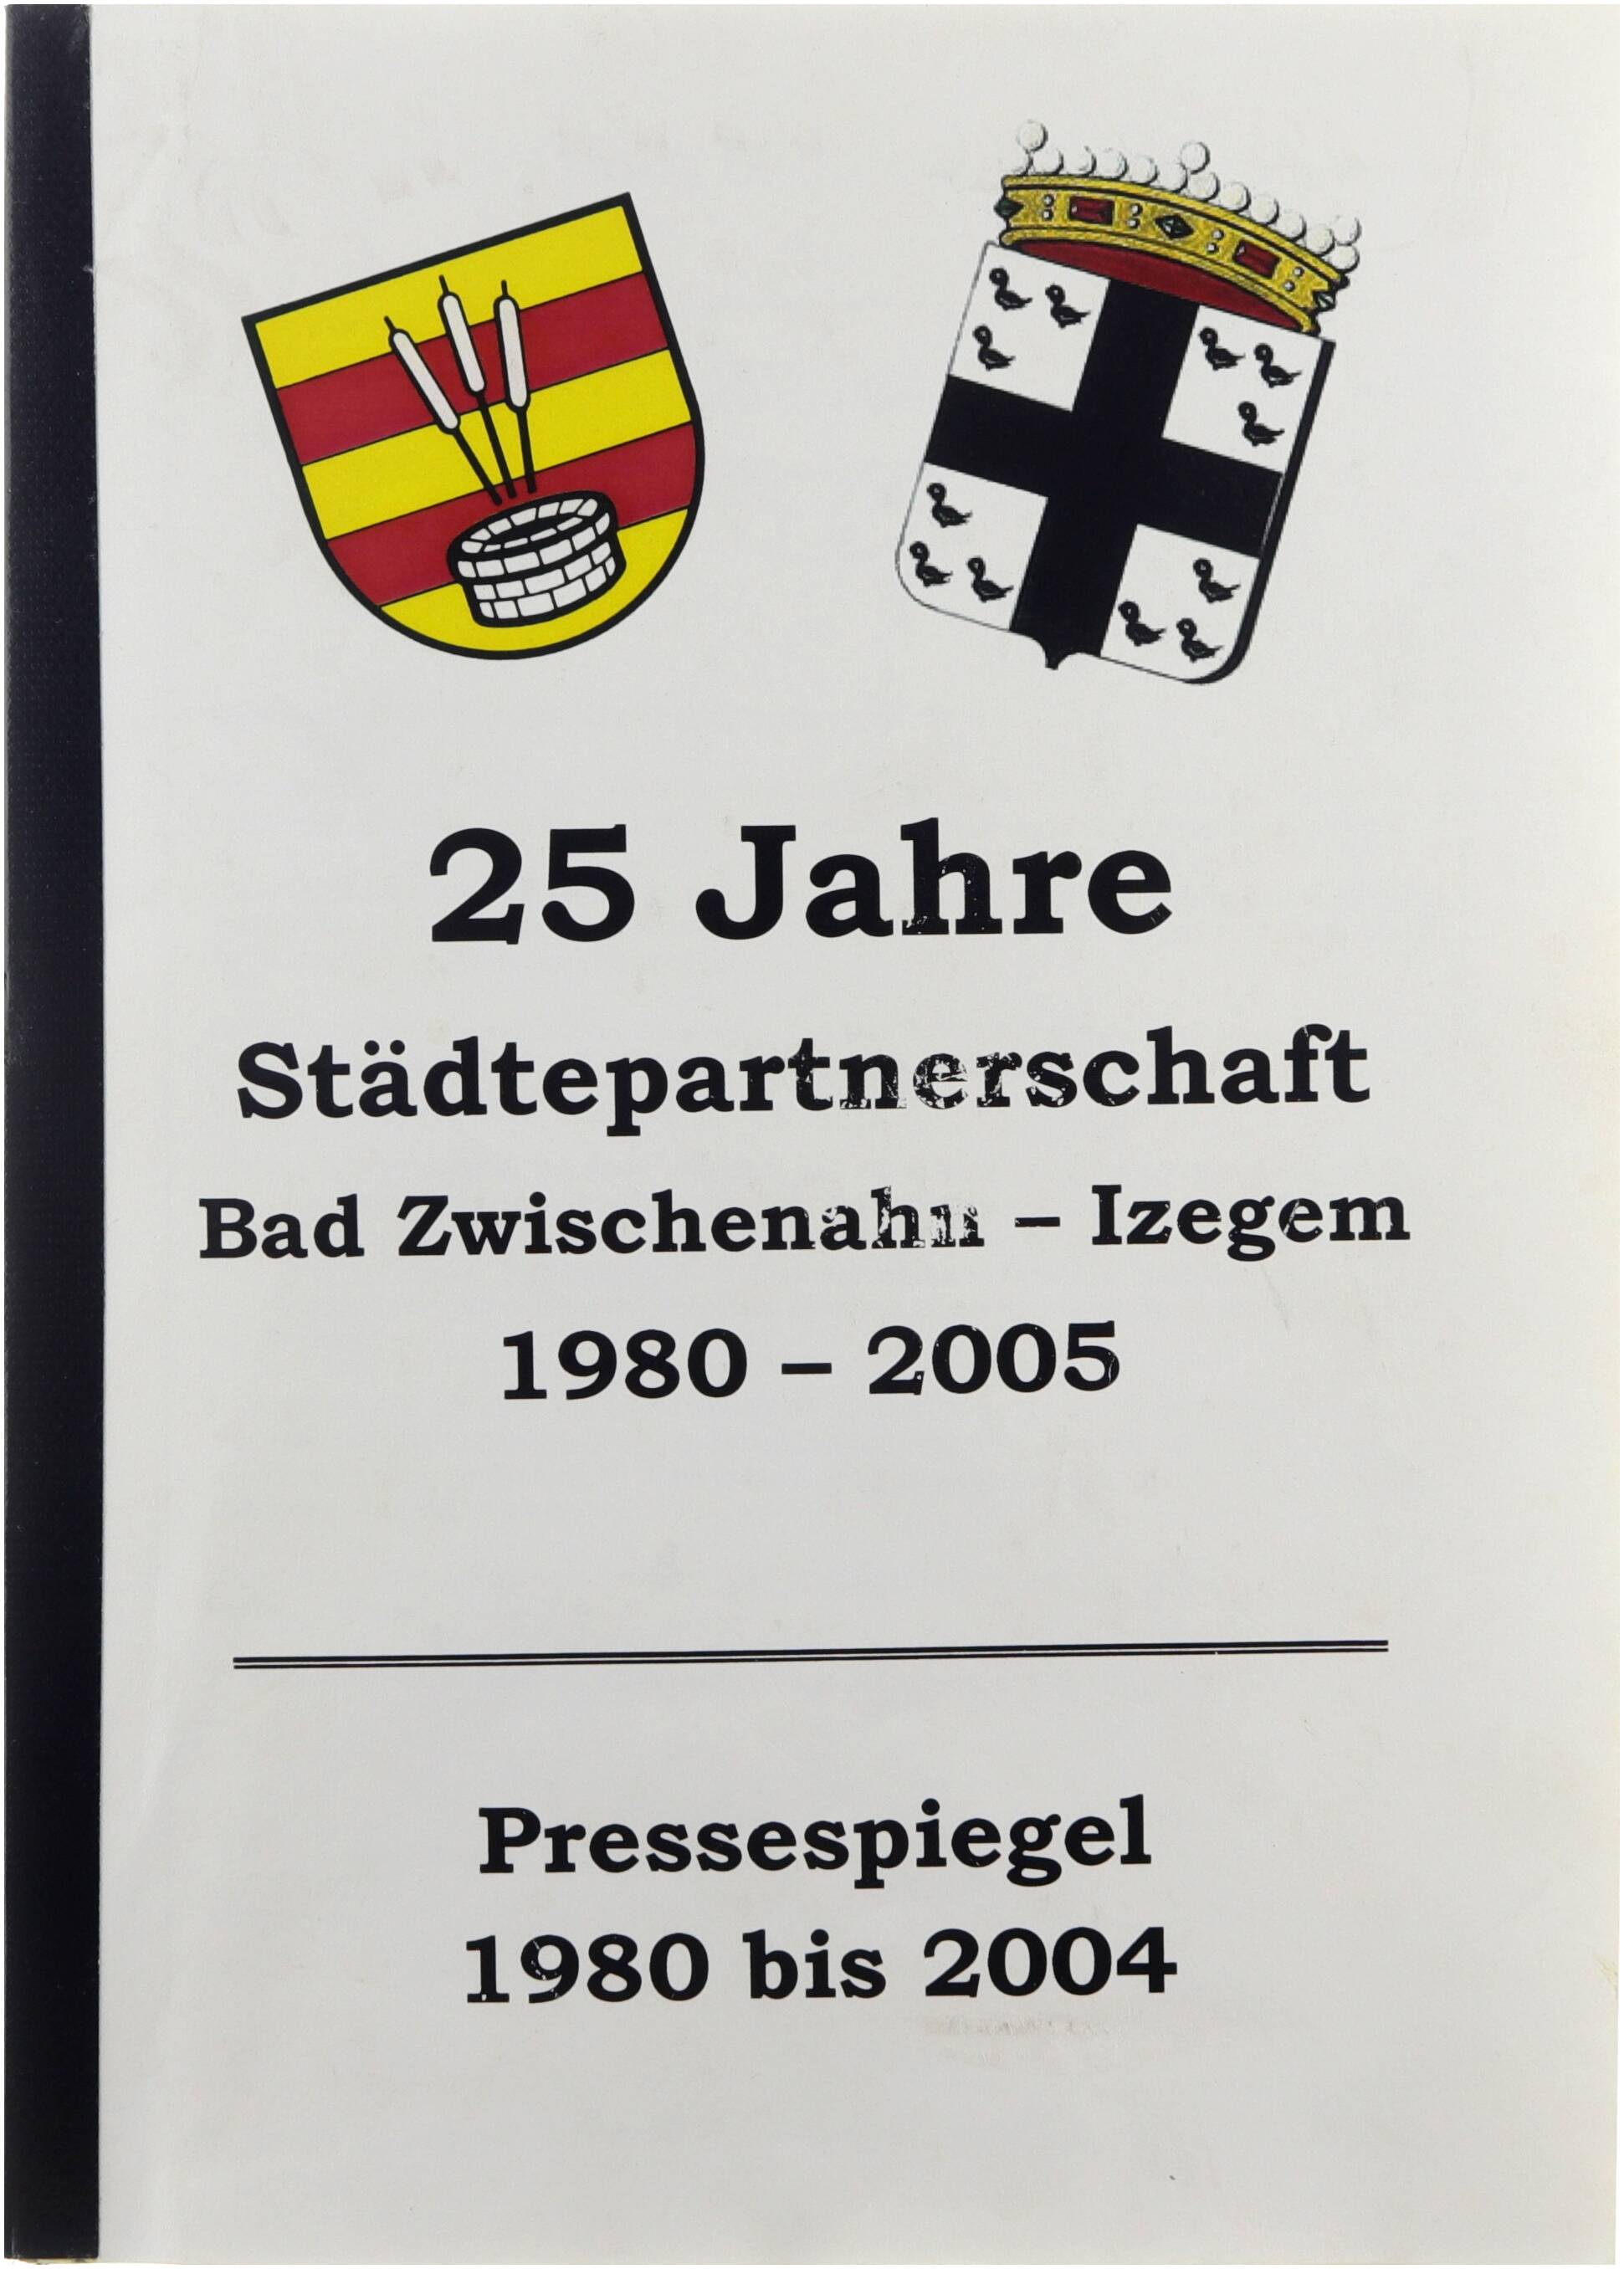 25 Jahre
Städtepartnerschaft
Bad Zwischenahn – Izegem
1980 – 2005
Pressespiegel
1980 bis 2004